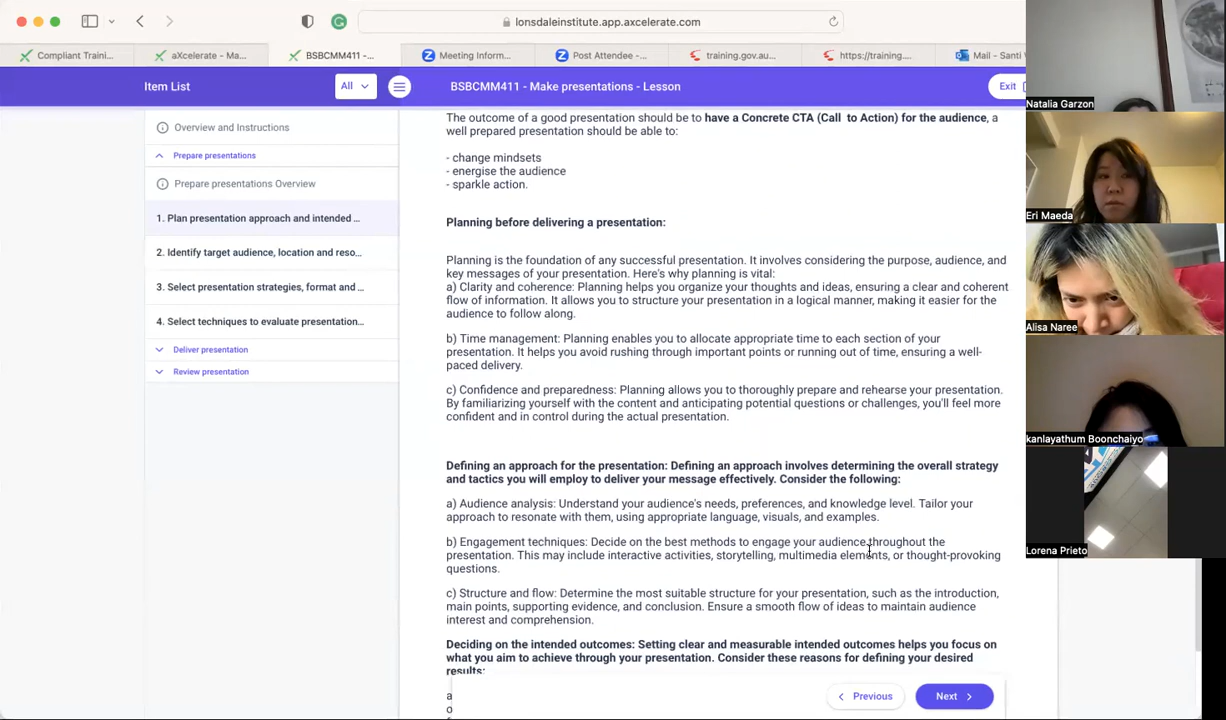 lonsdaleinstitute.app.axcelerate.com
Compliant Traini...
aXcelerate - Ma...
BSBCMM411 -...
Meeting Inform...
Post Attendee -...
training.gov.au...
https://training....
Mail - Santi
Item List
All
BSBCMM411 - Make presentations - Lesson
Exit
Overview and Instructions
Prepare presentations
Prepare presentations Overview
1. Plan presentation approach and intended ...
2. Identify target audience, location and reso...
3. Select presentation strategies, format and ...
4. Select techniques to evaluate presentation...
Deliver presentation
Review presentation
The outcome of a good presentation should be to have a Concrete CTA (Call to Action) for the audience, a
well prepared presentation should be able to:
- change mindsets
- energise the audience
- sparkle action.
Planning before delivering a presentation:
Planning is the foundation of any successful presentation. It involves considering the purpose, audience, and
key messages of your presentation. Here's why planning is vital:
a) Clarity and coherence: Planning helps you organize your thoughts and ideas, ensuring a clear and coherent
flow of information. It allows you to structure your presentation in a logical manner, making it easier for the
audience to follow along.
b) Time management: Planning enables you to allocate appropriate time to each section of your
presentation. It helps you avoid rushing through important points or running out of time, ensuring a well-
paced delivery.
c) Confidence and preparedness: Planning allows you to thoroughly prepare and rehearse your presentation.
By familiarizing yourself with the content and anticipating potential questions or challenges, you'll feel more
confident and in control during the actual presentation.
Defining an approach for the presentation: Defining an approach involves determining the overall strategy
and tactics you will employ to deliver your message effectively. Consider the following:
a) Audience analysis: Understand your audience's needs, preferences, and knowledge level. Tailor your
approach to resonate with them, using appropriate language, visuals, and examples.
b) Engagement techniques: Decide on the best methods to engage your audience throughout the
presentation. This may include interactive activities, storytelling, multimedia elements, or thought-provoking
questions.
c) Structure and flow: Determine the most suitable structure for your presentation, such as the introduction,
main points, supporting evidence, and conclusion. Ensure a smooth flow of ideas to maintain audience
interest and comprehension.
Deciding on the intended outcomes: Setting clear and measurable intended outcomes helps you focus on
what you aim to achieve through your presentation. Consider these reasons for defining your desired
results:
Previous
Next
Natalia Garzon
Eri Maeda
Alisa Naree
kanlayathum Boonchaiyo
Lorena Prieto